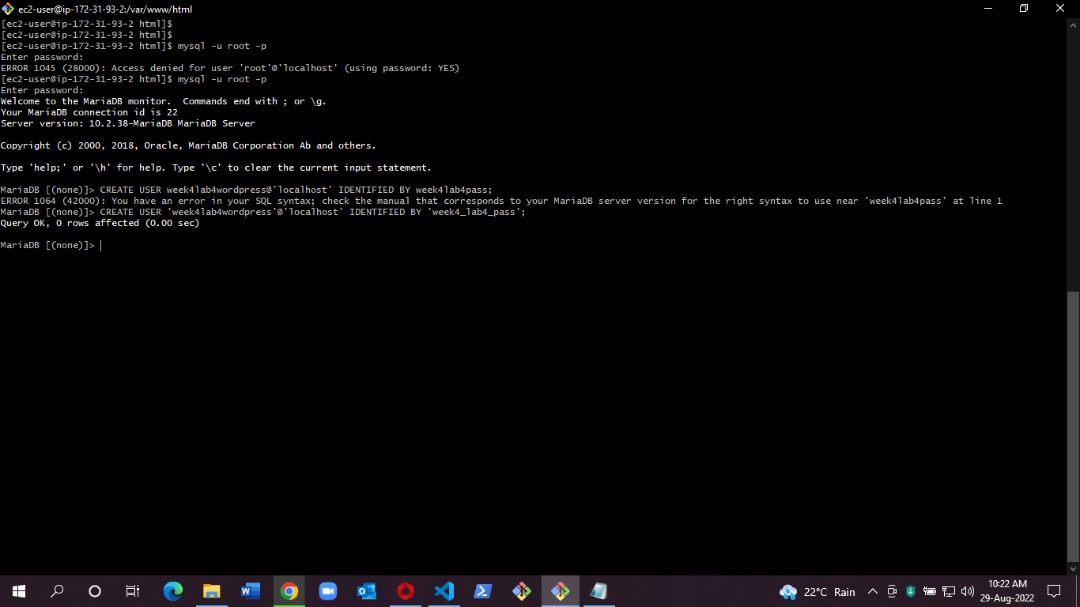 ec2-user@ip-172-31-93-2:/var/www/html
[ec2-user@ip-172-31-93-2 html]$
[ec2-user@ip-172-31-93-2 html]$
[ec2-user@ip-172-31-93-2 html]$ mysql -u root -p
Enter password:
ERROR 1045 (28000): Access denied for user 'root'@'localhost' (using password: YES)
[ec2-user@ip-172-31-93-2 html]$ mysql -u root -p
Enter password:
Welcome to the MariaDB monitor.  Commands end with ; or \g.
Your MariaDB connection id is 22
Server version: 10.2.38-MariaDB MariaDB Server
Copyright (c) 2000, 2018, Oracle, MariaDB Corporation Ab and others.
Type 'help;' or '\h' for help. Type '\c' to clear the current input statement.
MariaDB [(none)]> CREATE USER week4lab4wordpress@'localhost' IDENTIFIED BY week4lab4pass;
ERROR 1064 (42000): You have an error in your SQL syntax; check the manual that corresponds to your MariaDB server version for the right syntax to use near 'week4lab4pass' at line 1
MariaDB [(none)]> CREATE USER 'week4lab4wordpress'@'localhost' IDENTIFIED BY 'week4_lab4_pass';
Query OK, 0 rows affected (0.00 sec)
MariaDB [(none)]>
22°C Rain
10:22 AM
29-Aug-2022